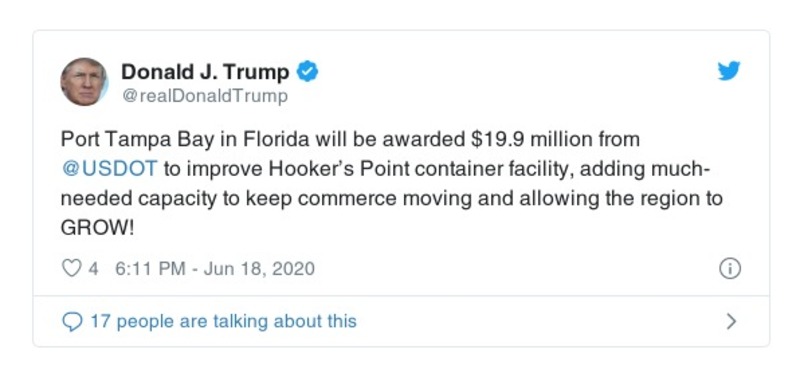 Donald J. Trump
@realDonaldTrump
Port Tampa Bay in Florida will be awarded $19.9 million from
@USDOT to improve Hooker’s Point container facility, adding much-
needed capacity to keep commerce moving and allowing the region to
GROW!
4 6:11 PM - Jun 18, 2020
17 people are talking about this